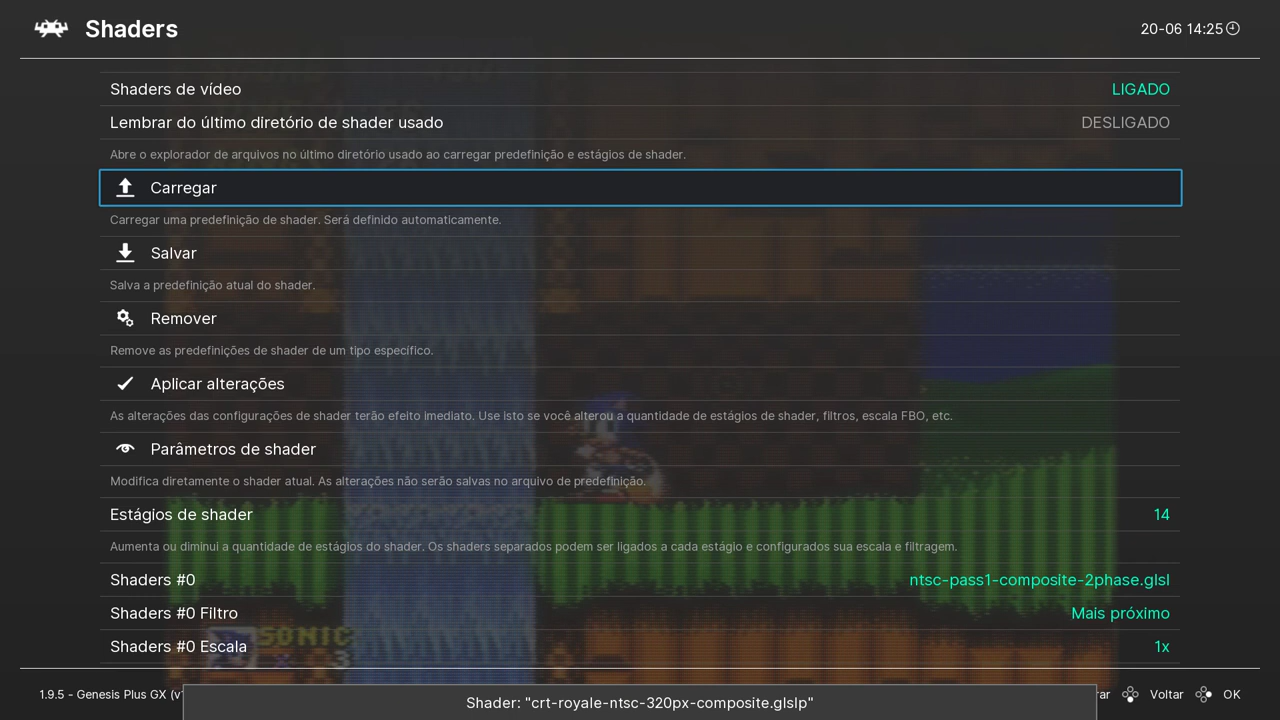 Shaders
20-06 14:25
Shaders de vídeo LIGADO
Lembrar do último diretório de shader usado DESLIGADO
Abre o explorador de arquivos no último diretório usado ao carregar predefinição e estágios de shader.
Carregar
Carregar uma predefinição de shader. Será definido automaticamente.
Salvar
Salva a predefinição atual do shader.
Remover
Remove as predefinições de shader de um tipo específico.
Aplicar alterações
As alterações das configurações de shader terão efeito imediato. Use isto se você alterou a quantidade de estágios de shader, filtros, escala FBO, etc.
Parâmetros de shader
Modifica diretamente o shader atual. As alterações não serão salvas no arquivo de predefinição.
Estágios de shader 14
Aumenta ou diminui a quantidade de estágios do shader. Os shaders separados podem ser ligados a cada estágio e configurados sua escala e filtragem.
Shaders #0 ntsc-pass1-composite-2phase.glsl
Shaders #0 Filtro Mais próximo
SONIC
Shaders #0 Escala 1x
3
1.9.5 - Genesis Plus GX (v Voltar OK
Shader: "crt-royale-ntsc-320px-composite.glslp"